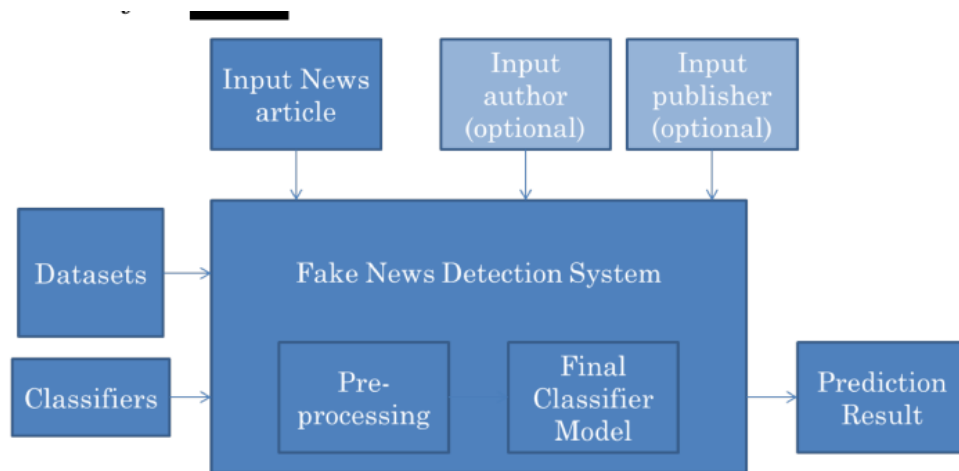 Input News
article
Input
author
(optional)
Input
publisher
(optional)
Datasets
Fake News Detection System
Classifiers
Pre-
processing
Final
Classifier
Model
Prediction
Result